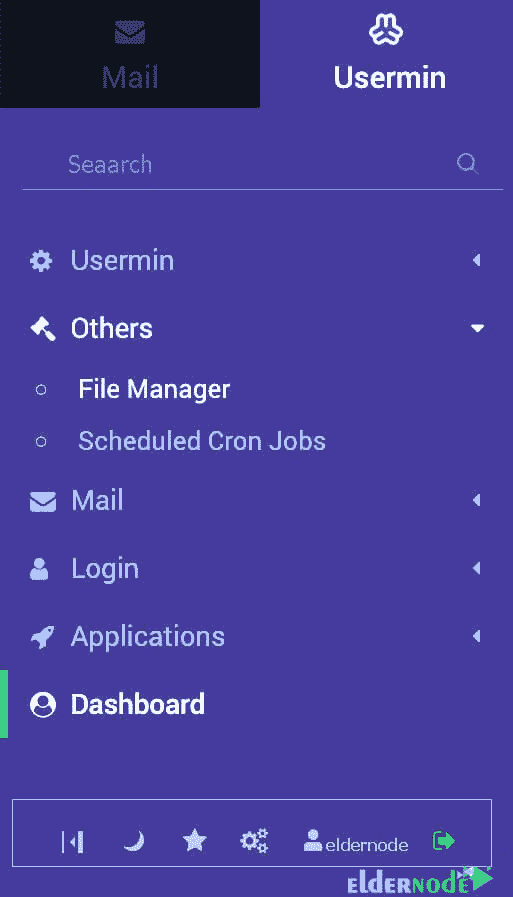 Mail
Usermin
Seaarch
Usermin
Others
File Manager
Scheduled Cron Jobs
Mail
Login
Applications
Dashboard
eldernode
elderNODE